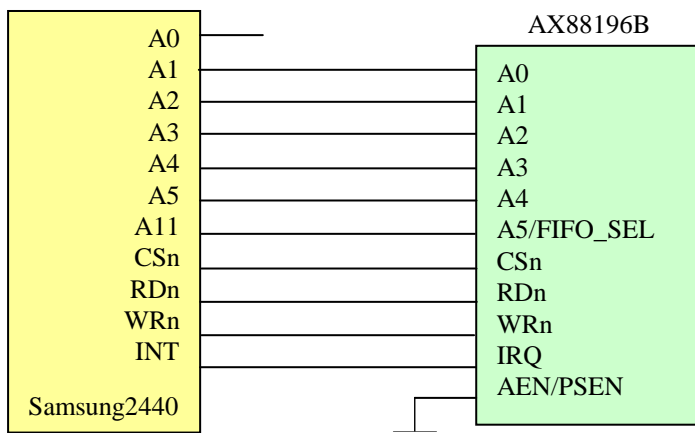 AX88196B
A0
A1
A2
A3
A4
A5
A11
CSn
RDn
WRn
INT
Samsung2440
A0
A1
A2
A3
A4
A5/FIFO_SEL
CSn
RDn
WRn
IRQ
AEN/PSEN